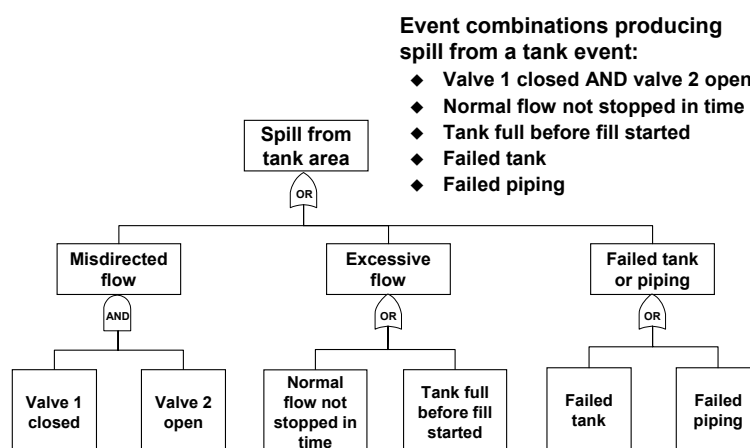 Event combinations producing
spill from a tank event:
◆ Valve 1 closed AND valve 2 open
◆ Normal flow not stopped in time
◆ Tank full before fill started
◆ Failed tank
◆ Failed piping
Spill from
tank area
OR
Misdirected
flow
Excessive
flow
Failed tank
or piping
AND
OR
OR
Valve 1
closed
Valve 2
open
Normal
flow not
stopped in
time
Tank full
before fill
started
Failed
tank
Failed
piping